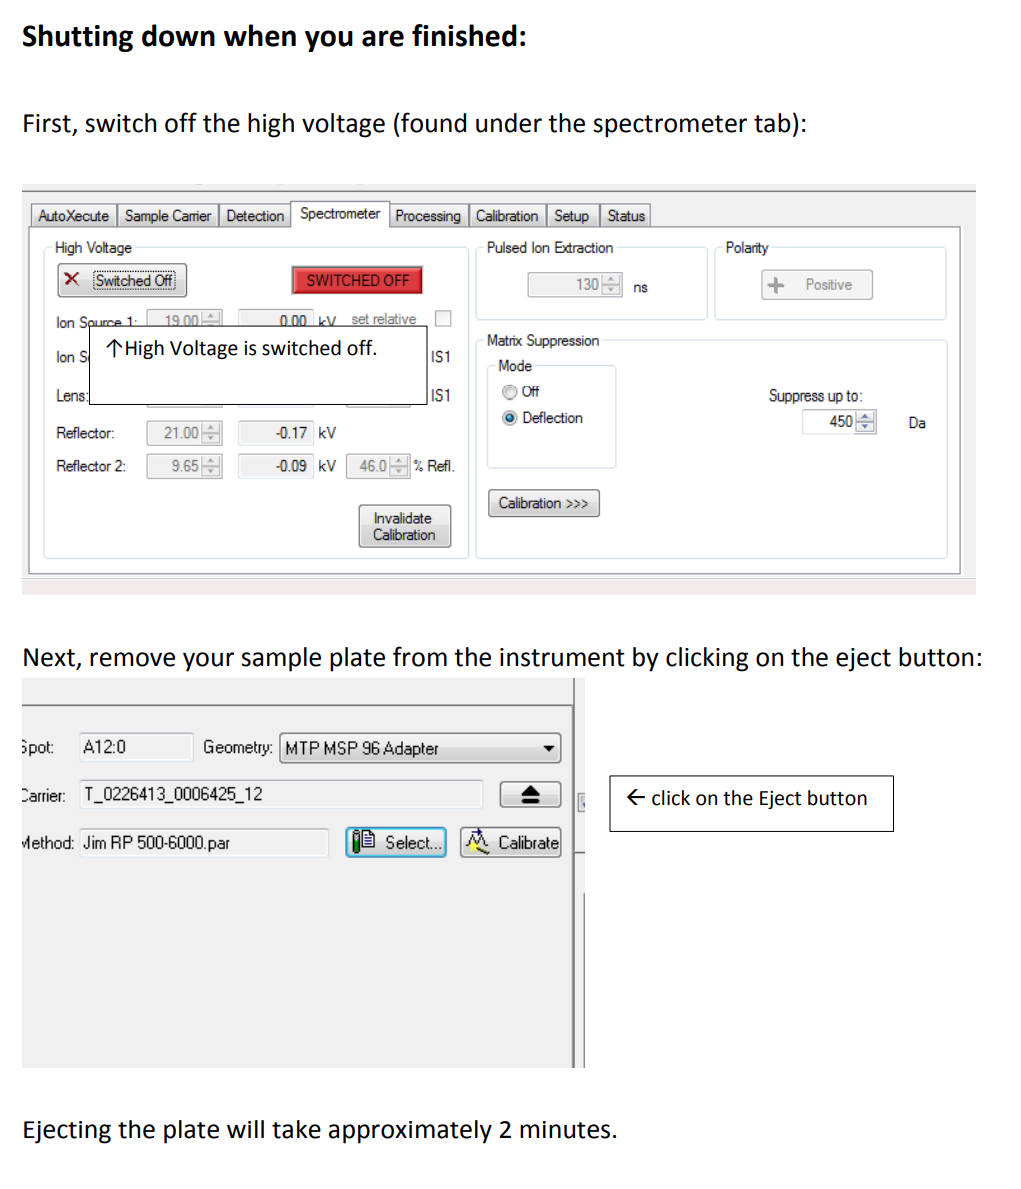 Shutting down when you are finished:
First, switch off the high voltage (found under the spectrometer tab):
AutoXecute Sample Carrier Detection Spectrometer Processing Calibration Setup Status
High Voltage
Switched Off SWITCHED OFF
Ion Source 1: 19.00 0.00 kV set relative
↑High Voltage is switched off.
Ion IS1
Lens: IS1
Reflector: 21.00 -0.17 kV
Reflector 2: 9.65 -0.09 kV 46.0 % Refl.
Invalidate
Calibration
Pulsed Ion Extraction
130 ns
Polarity
Positive
Matrix Suppression
Mode
Off
Deflection
Suppress up to:
450 Da
Calibration >>>
Next, remove your sample plate from the instrument by clicking on the eject button:
Spot: A12:0 Geometry: MTP MSP 96 Adapter
Carrier: T_0226413_0006425_12
Method: Jim RP 500-6000.par Select... Calibrate
← click on the Eject button
Ejecting the plate will take approximately 2 minutes.